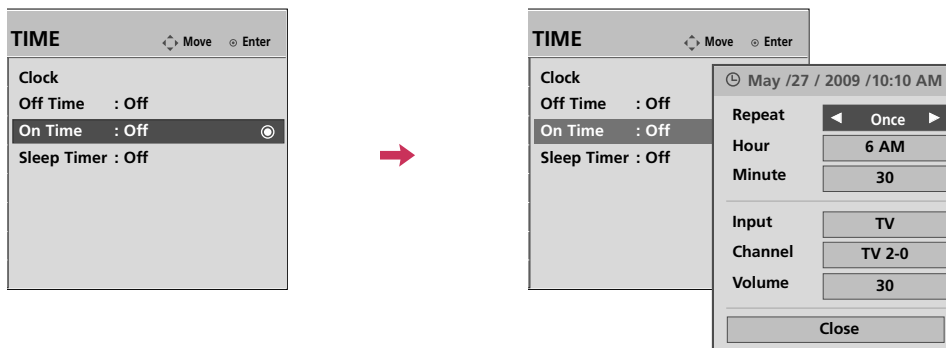 TIME Move Enter
Clock
Off Time : Off
On Time : Off
Sleep Timer : Off
TIME Move Enter
Clock
Off Time : Off
On Time : Off
Sleep Timer : Off
May /27 / 2009 /10:10 AM
Repeat ◀ Once ▶
Hour 6 AM
Minute 30
Input TV
Channel TV 2-0
Volume 30
Close